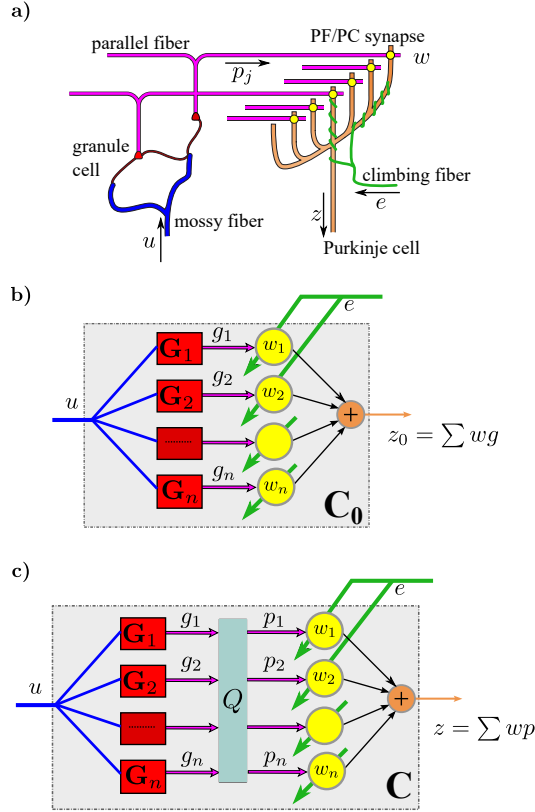 a)
parallel fiber
PF/PC synapse
p_j
w
granule
cell
climbing fiber
mossy fiber
z
e
u
Purkinje cell
b)
e
g_1
G_1
w_1
g_2
u
G_2
w_2
+
..........
z_0 = ∑ wg
g_n
G_n
w_n
C_0
c)
e
g_1
p_1
G_1
w_1
g_2
p_2
u
G_2
Q
w_2
+
..........
z = ∑ wp
g_n
p_n
G_n
w_n
C